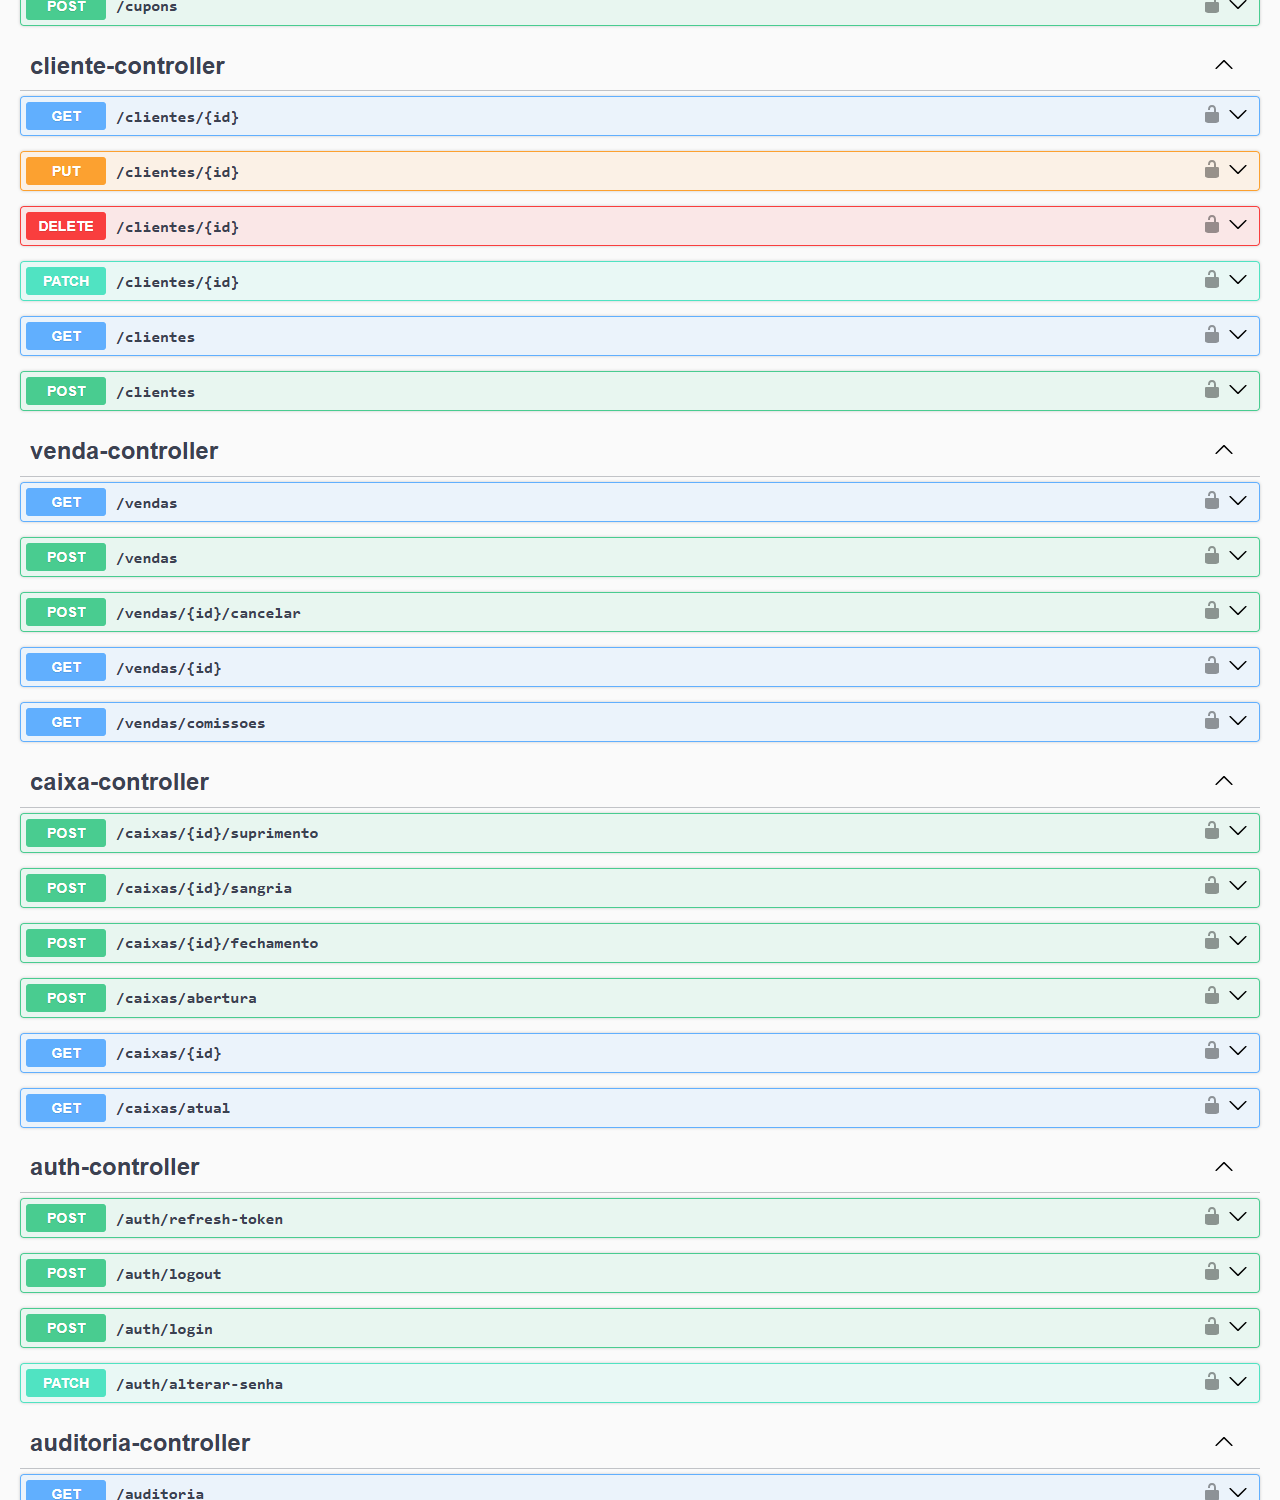 POST /cupons
cliente-controller
GET /clientes/{id}
PUT /clientes/{id}
DELETE /clientes/{id}
PATCH /clientes/{id}
GET /clientes
POST /clientes
venda-controller
GET /vendas
POST /vendas
POST /vendas/{id}/cancelar
GET /vendas/{id}
GET /vendas/comissoes
caixa-controller
POST /caixas/{id}/suprimento
POST /caixas/{id}/sangria
POST /caixas/{id}/fechamento
POST /caixas/abertura
GET /caixas/{id}
GET /caixas/atual
auth-controller
POST /auth/refresh-token
POST /auth/logout
POST /auth/login
PATCH /auth/alterar-senha
auditoria-controller
GET /auditoria